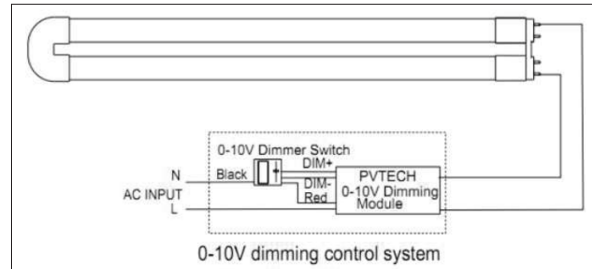 0-10V Dimmer Switch
DIM+
N
Black
PVTECH
AC INPUT
DIM-
0-10V Dimming
Red
Module
L
0-10V dimming control system